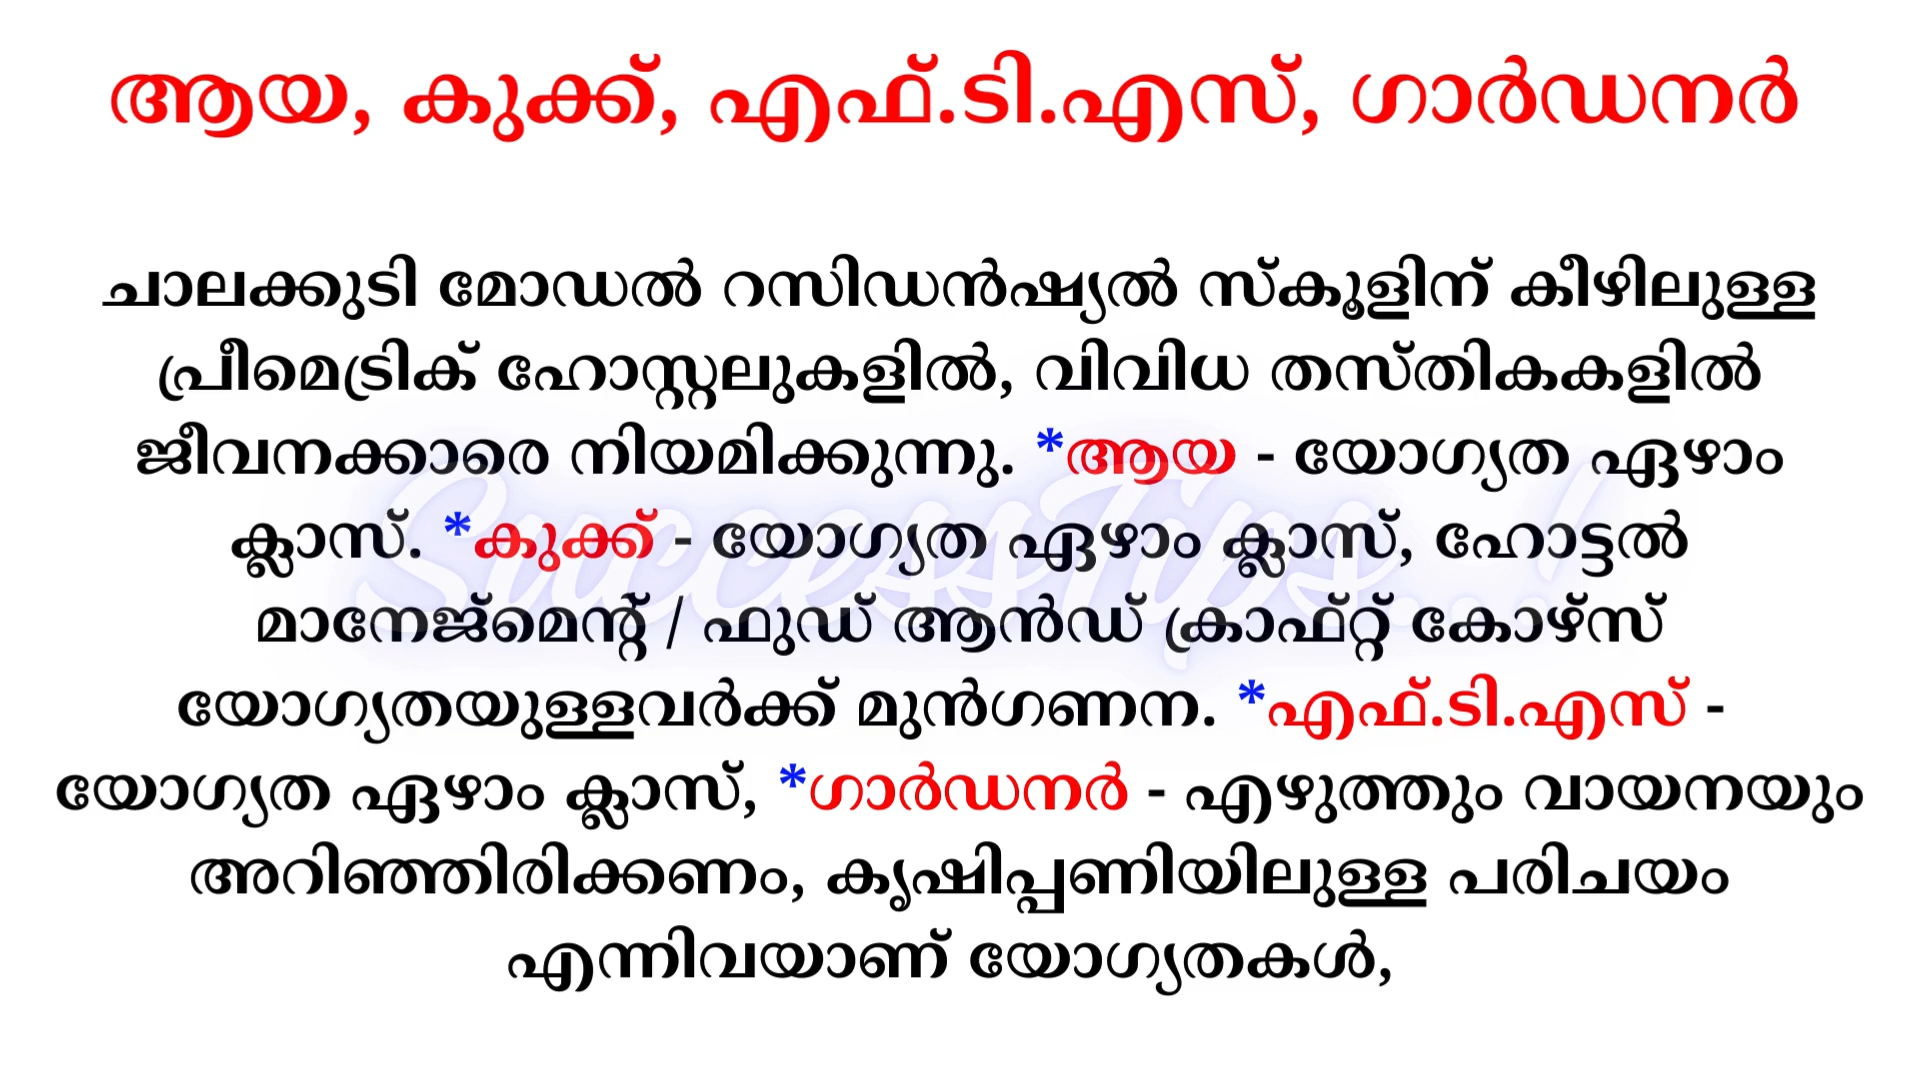 ആയ, കുക്ക്, എഫ്.ടി.എസ്, ഗാർഡനർ
ചാലക്കുടി മോഡൽ റസിഡൻഷ്യൽ സ്കൂളിന് കീഴിലുള്ള
പ്രീമെട്രിക് ഹോസ്റ്റലുകളിൽ, വിവിധ തസ്തികകളിൽ
ജീവനക്കാരെ നിയമിക്കുന്നു. *ആയ - യോഗ്യത ഏഴാം
ക്ലാസ്. *കുക്ക് - യോഗ്യത ഏഴാം ക്ലാസ്, ഹോട്ടൽ
മാനേജ്മെന്റ് / ഫുഡ് ആൻഡ് ക്രാഫ്റ്റ് കോഴ്സ്
യോഗ്യതയുള്ളവർക്ക് മുൻഗണന. *എഫ്.ടി.എസ് -
യോഗ്യത ഏഴാം ക്ലാസ്, *ഗാർഡനർ - എഴുത്തും വായനയും
അറിഞ്ഞിരിക്കണം, കൃഷിപ്പണിയിലുള്ള പരിചയം
എന്നിവയാണ് യോഗ്യതകൾ,
SuccessTips...!